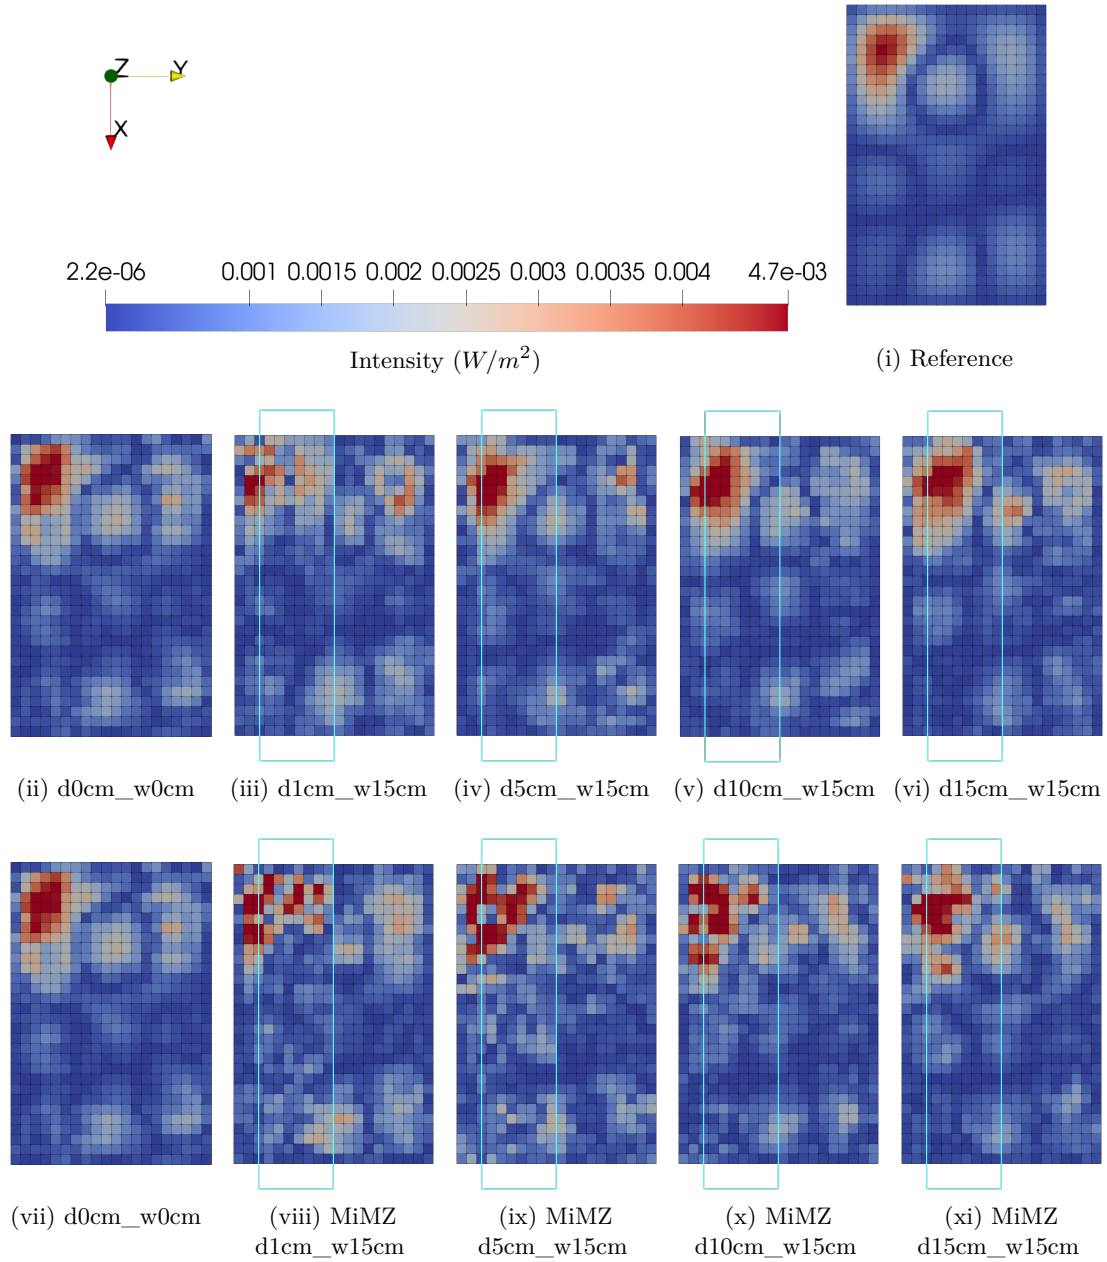 Z
Y
X
2.2e-06 0.001 0.0015 0.002 0.0025 0.003 0.0035 0.004 4.7e-03
Intensity (W/m²)
(i) Reference
(ii) d0cm_w0cm (iii) d1cm_w15cm (iv) d5cm_w15cm (v) d10cm_w15cm (vi) d15cm_w15cm
(vii) d0cm_w0cm (viii) MiMZ (ix) MiMZ (x) MiMZ (xi) MiMZ
d1cm_w15cm d5cm_w15cm d10cm_w15cm d15cm_w15cm